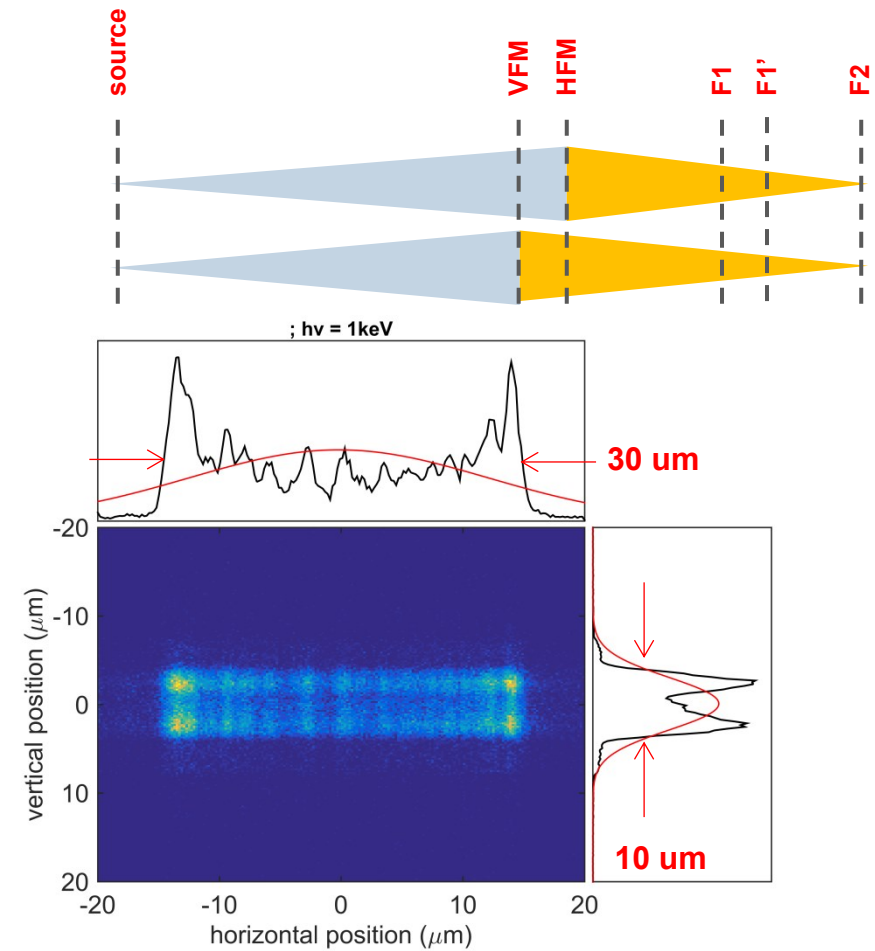 source
VFM
HFM
F1
F1'
F2
; hν = 1keV
30 um
-20
-10
0
10
20
vertical position (μm)
-20
-10
0
10
20
horizontal position (μm)
10 um